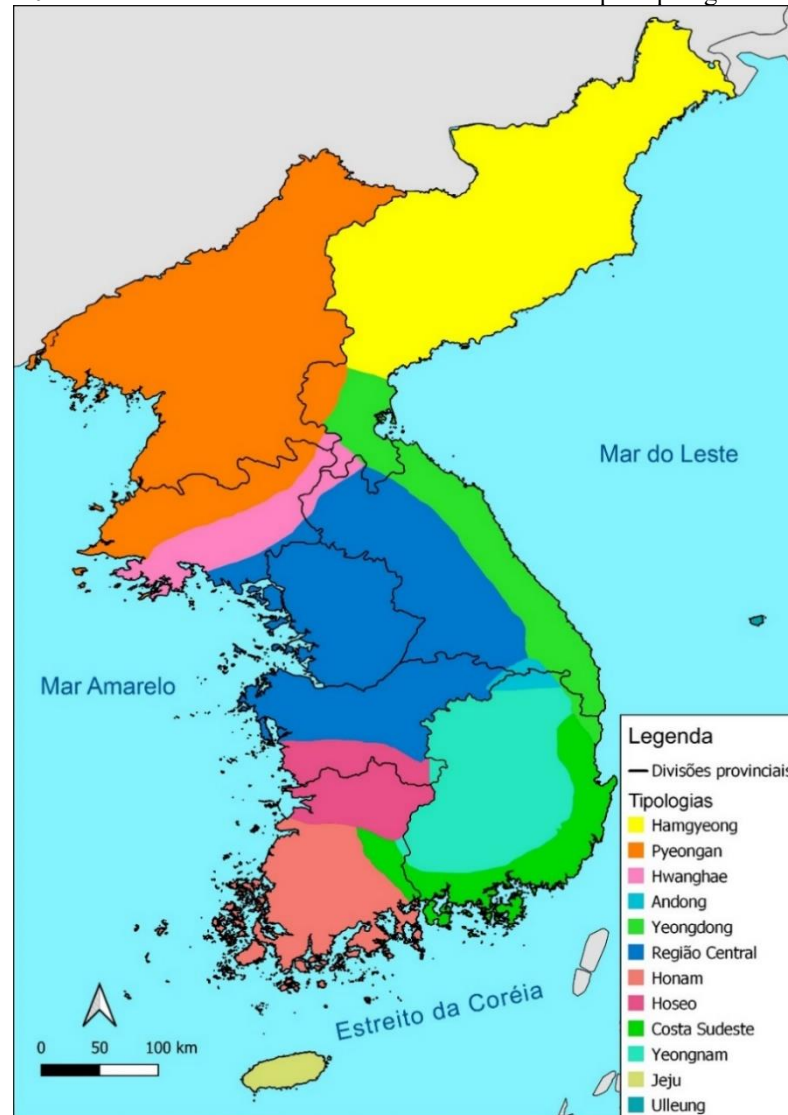 Mar do Leste
Mar Amarelo
Estreito da Coréia
0 50 100 km
Legenda
Divisões provinciais
Tipologias
Hamgyeong
Pyeongan
Hwanghae
Andong
Yeongdong
Região Central
Honam
Hoseo
Costa Sudeste
Yeongnam
Jeju
Ulleung